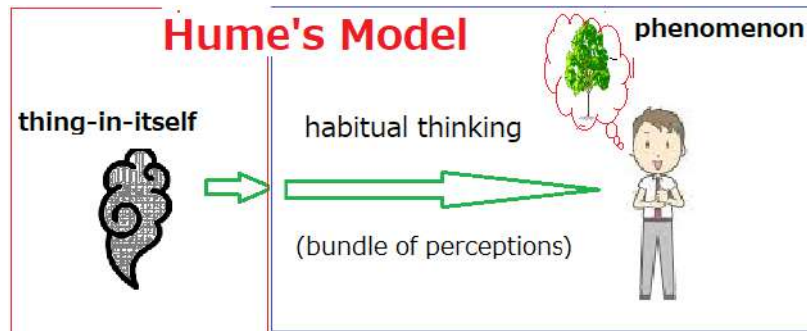 Hume's Model
phenomenon
thing-in-itself
habitual thinking
(bundle of perceptions)